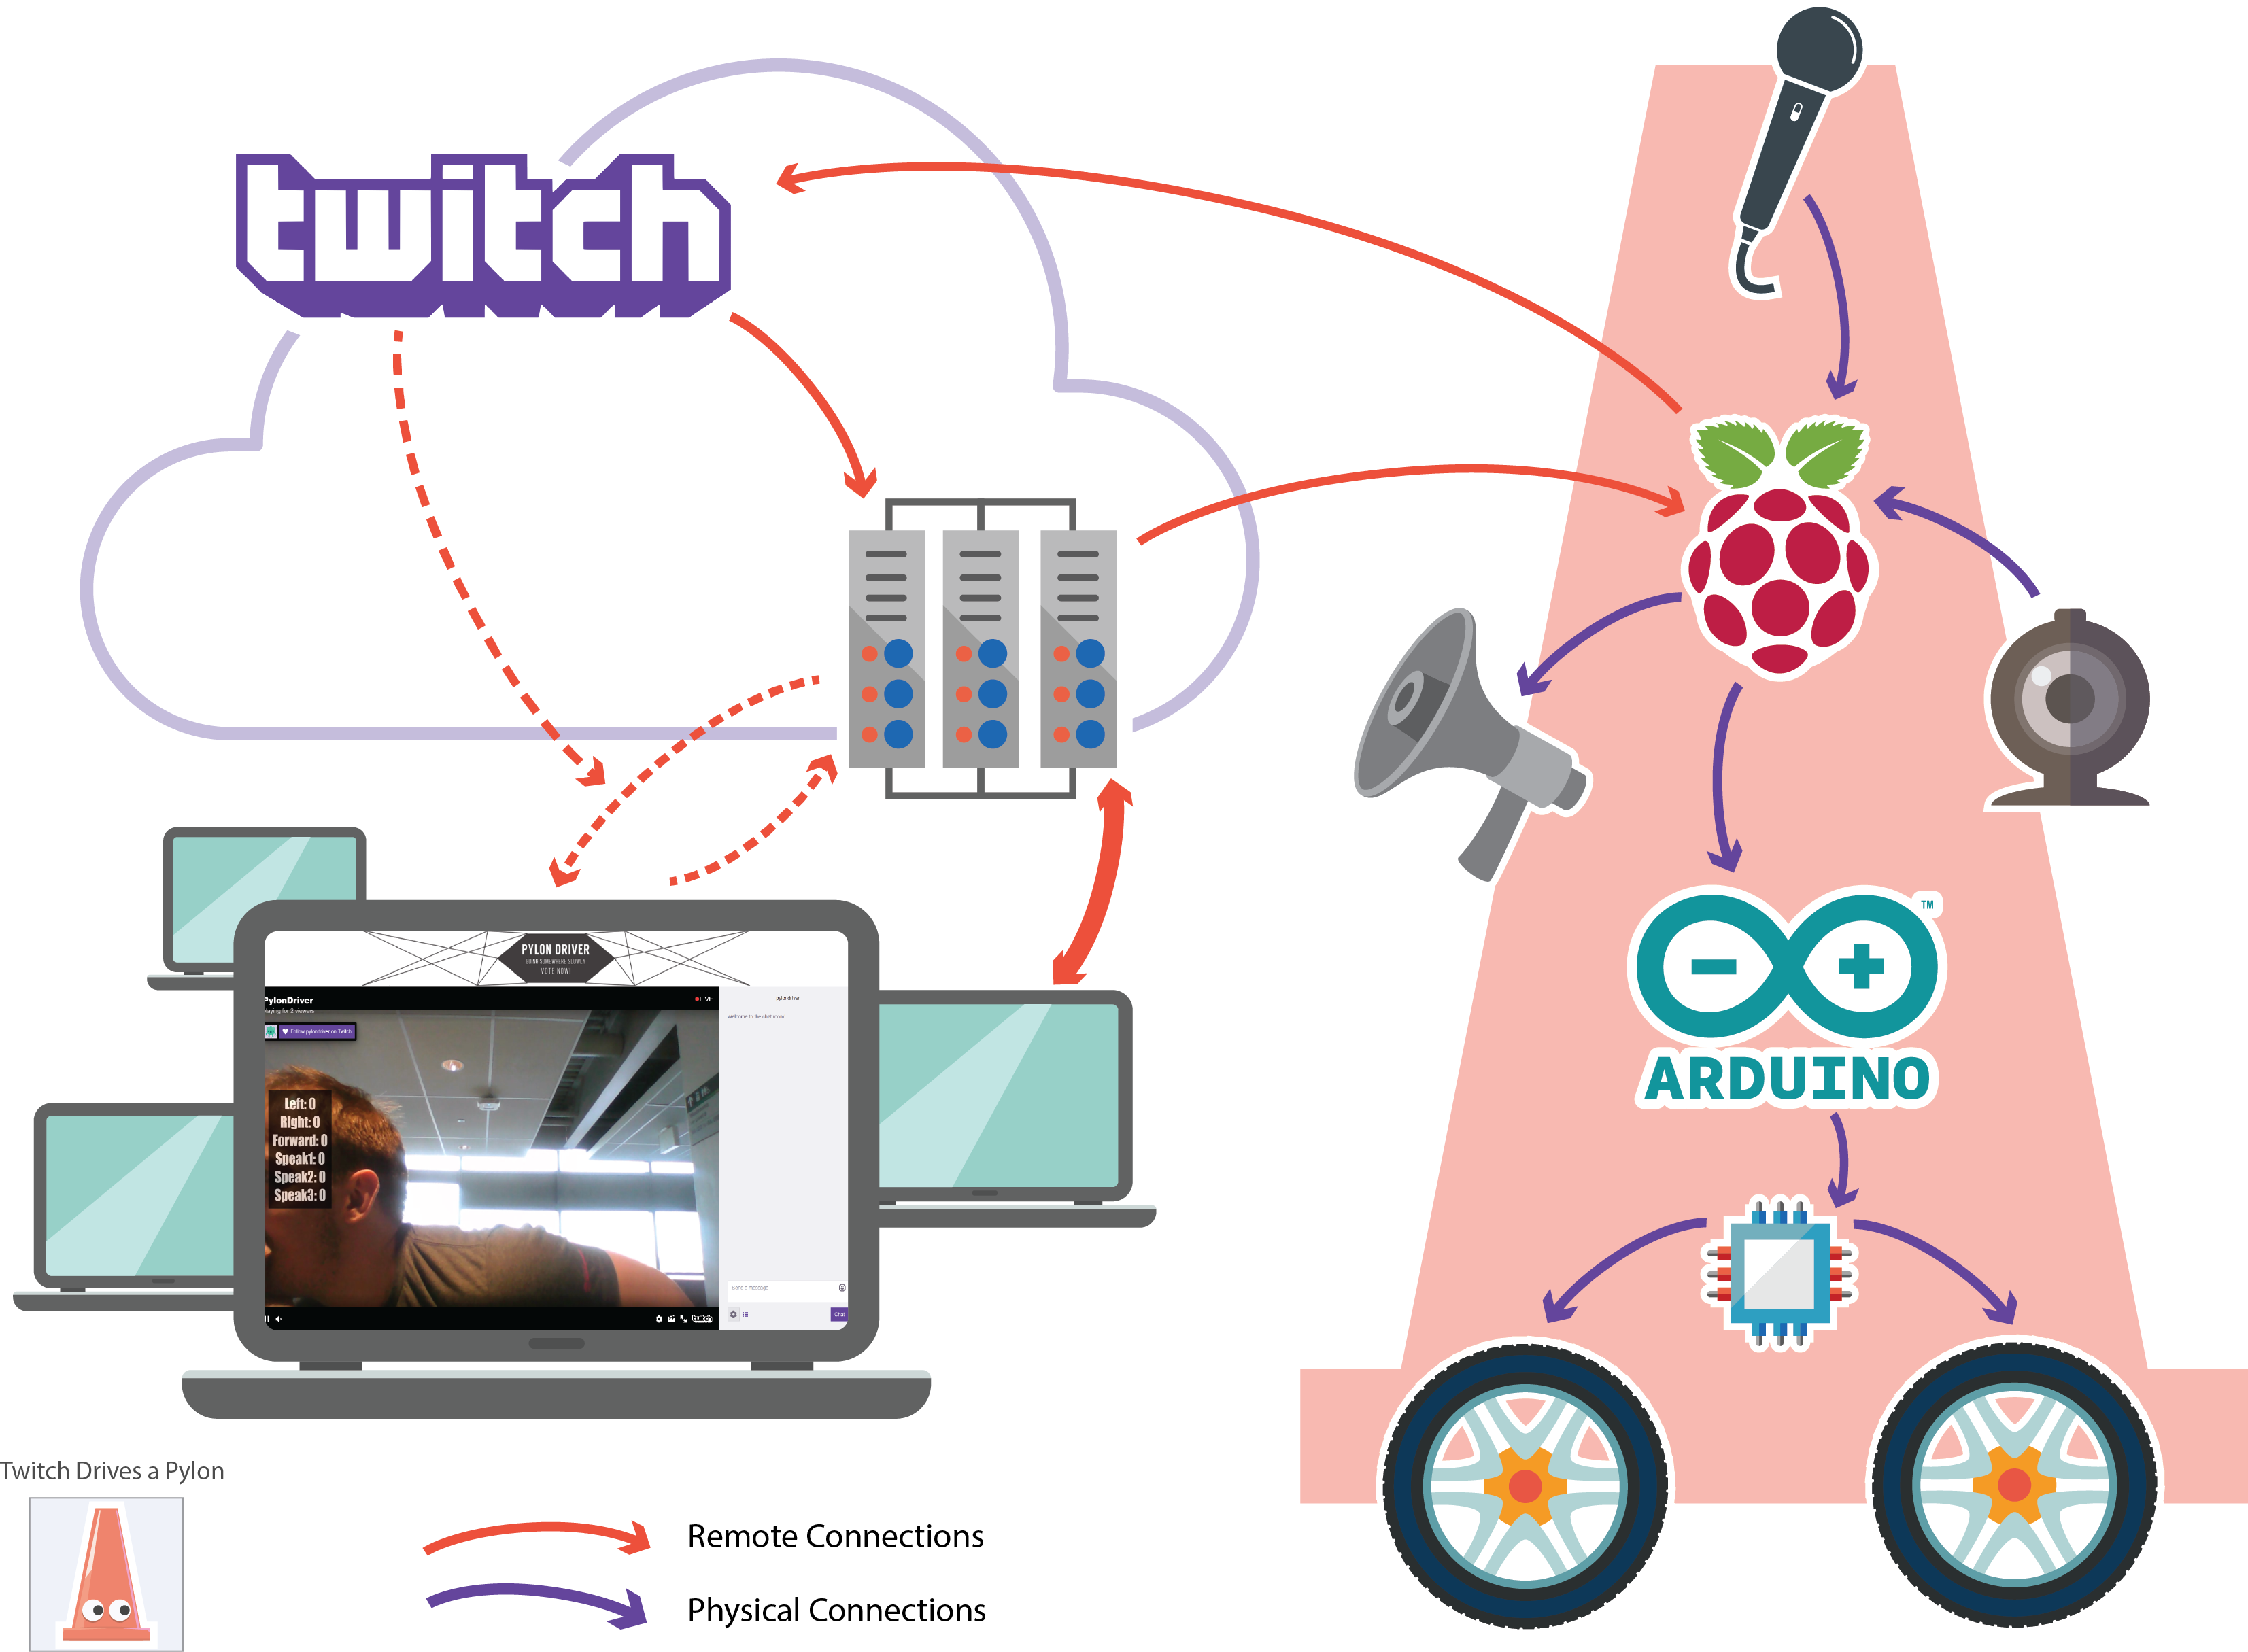 twitch
PYLON DRIVER
GOING SOMEWHERE SLOWLY
VOTE NOW!
PylonDriver
LIVE
playing for 2 viewers
Follow pylondriver on Twitch
pylondriver
Welcome to the chat room!
Left: 0
Right: 0
Forward: 0
Speak1: 0
Speak2: 0
Speak3: 0
Send a message
Chat
twitch
ARDUINO
TM
Twitch Drives a Pylon
Remote Connections
Physical Connections